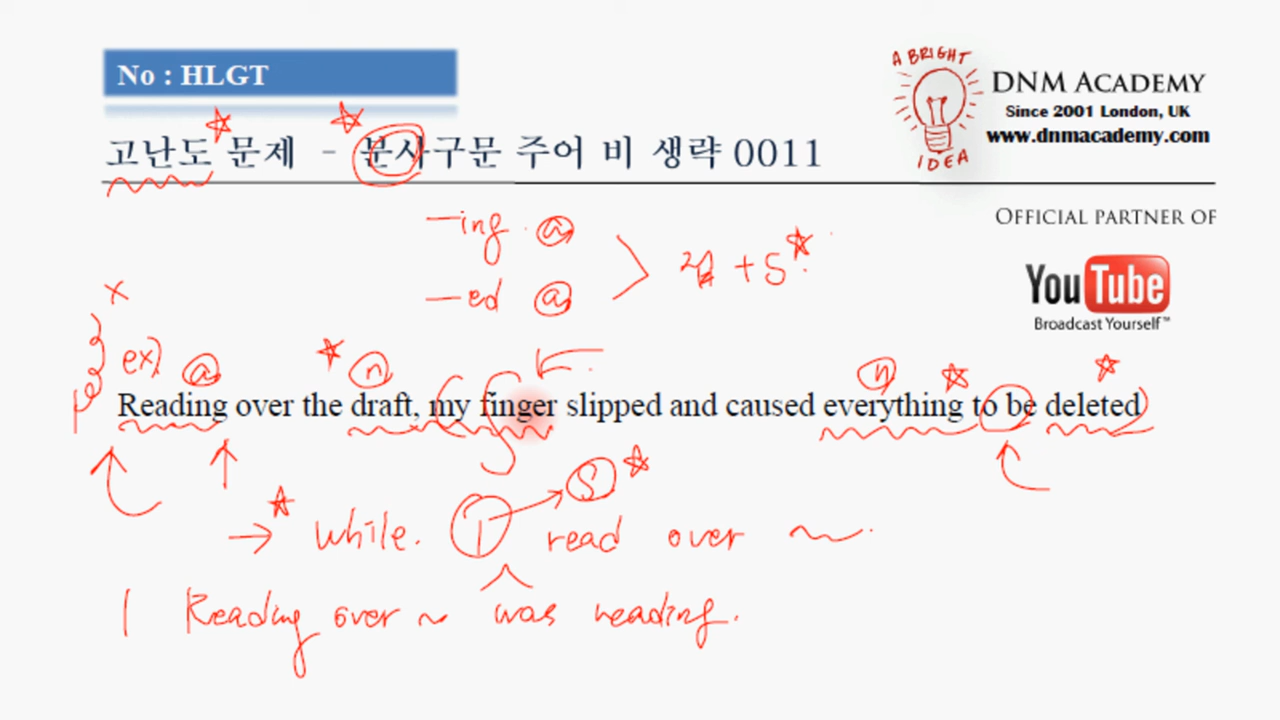 No : HLGT
A BRIGHT
IDEA
DNM ACADEMY
Since 2001 London, UK
www.dnmacademy.com
고난도 문제 - 분사구문 주어 비 생략 0011
OFFICIAL PARTNER OF
YouTube
Broadcast Yourself™
-ing a
-ed a
+ S
ex) a n n
Reading over the draft, my finger slipped and caused everything to be deleted
S
→ while. I read over ~
I Reading over ~ was reading.